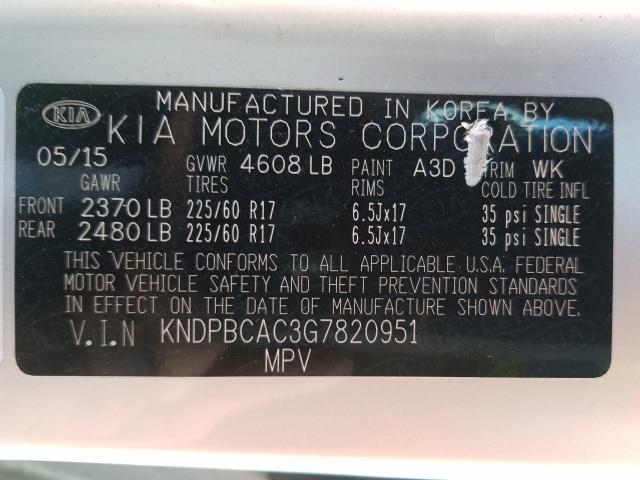 KIA
MANUFACTURED IN KOREA BY
KIA MOTORS CORPORATION
05/15 GVWR 4608 LB PAINT A3D TRIM WK
GAWR TIRES RIMS COLD TIRE INFL
FRONT 2370 LB 225/60 R17 6.5Jx17 35 psi SINGLE
REAR 2480 LB 225/60 R17 6.5Jx17 35 psi SINGLE
THIS VEHICLE CONFORMS TO ALL APPLICABLE U.S.A. FEDERAL
MOTOR VEHICLE SAFETY AND THEFT PREVENTION STANDARDS
IN EFFECT ON THE DATE OF MANUFACTURE SHOWN ABOVE.
V.I.N KNDPBCAC3G7820951
MPV